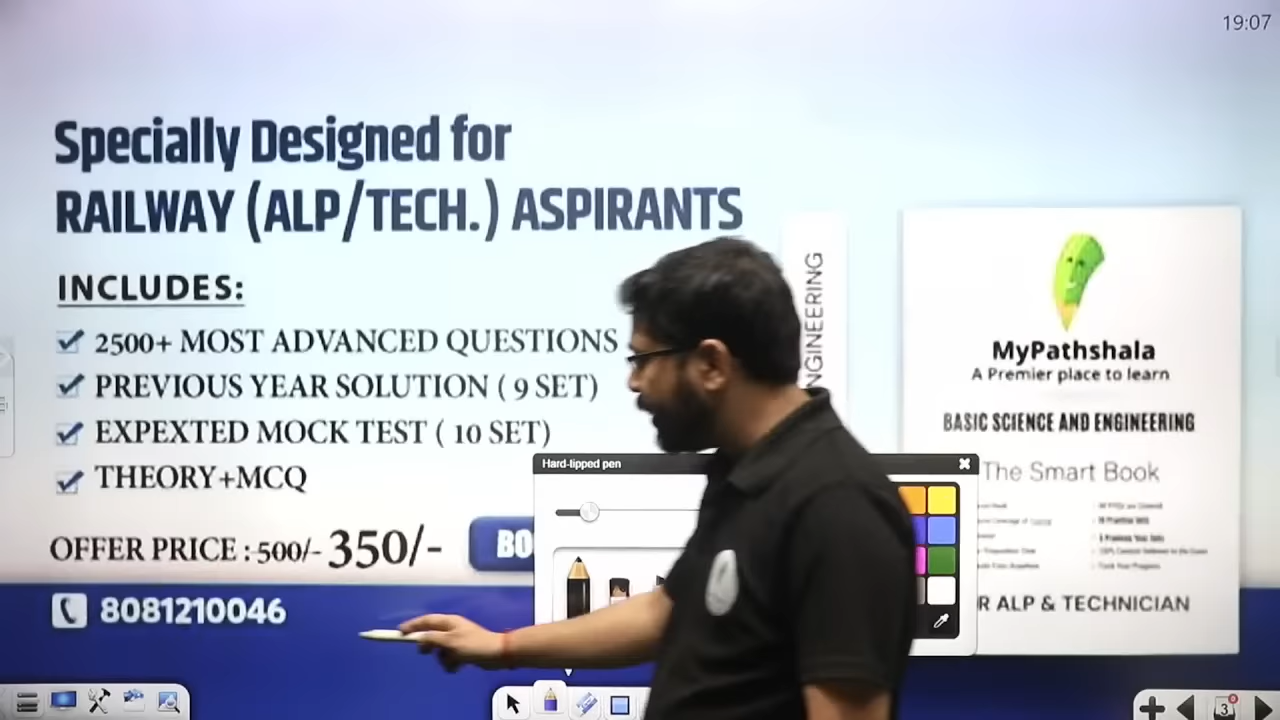 19:07
Specially Designed for
RAILWAY (ALP/TECH.) ASPIRANTS
INCLUDES:
2500+ MOST ADVANCED QUESTIONS
PREVIOUS YEAR SOLUTION ( 9 SET)
EXPEXTED MOCK TEST ( 10 SET)
THEORY+MCQ
OFFER PRICE : 500/- 350/-
BO
8081210046
Hard-tipped pen
NGINEERING
MyPathshala
A Premier place to learn
BASIC SCIENCE AND ENGINEERING
The Smart Book
R ALP & TECHNICIAN
3